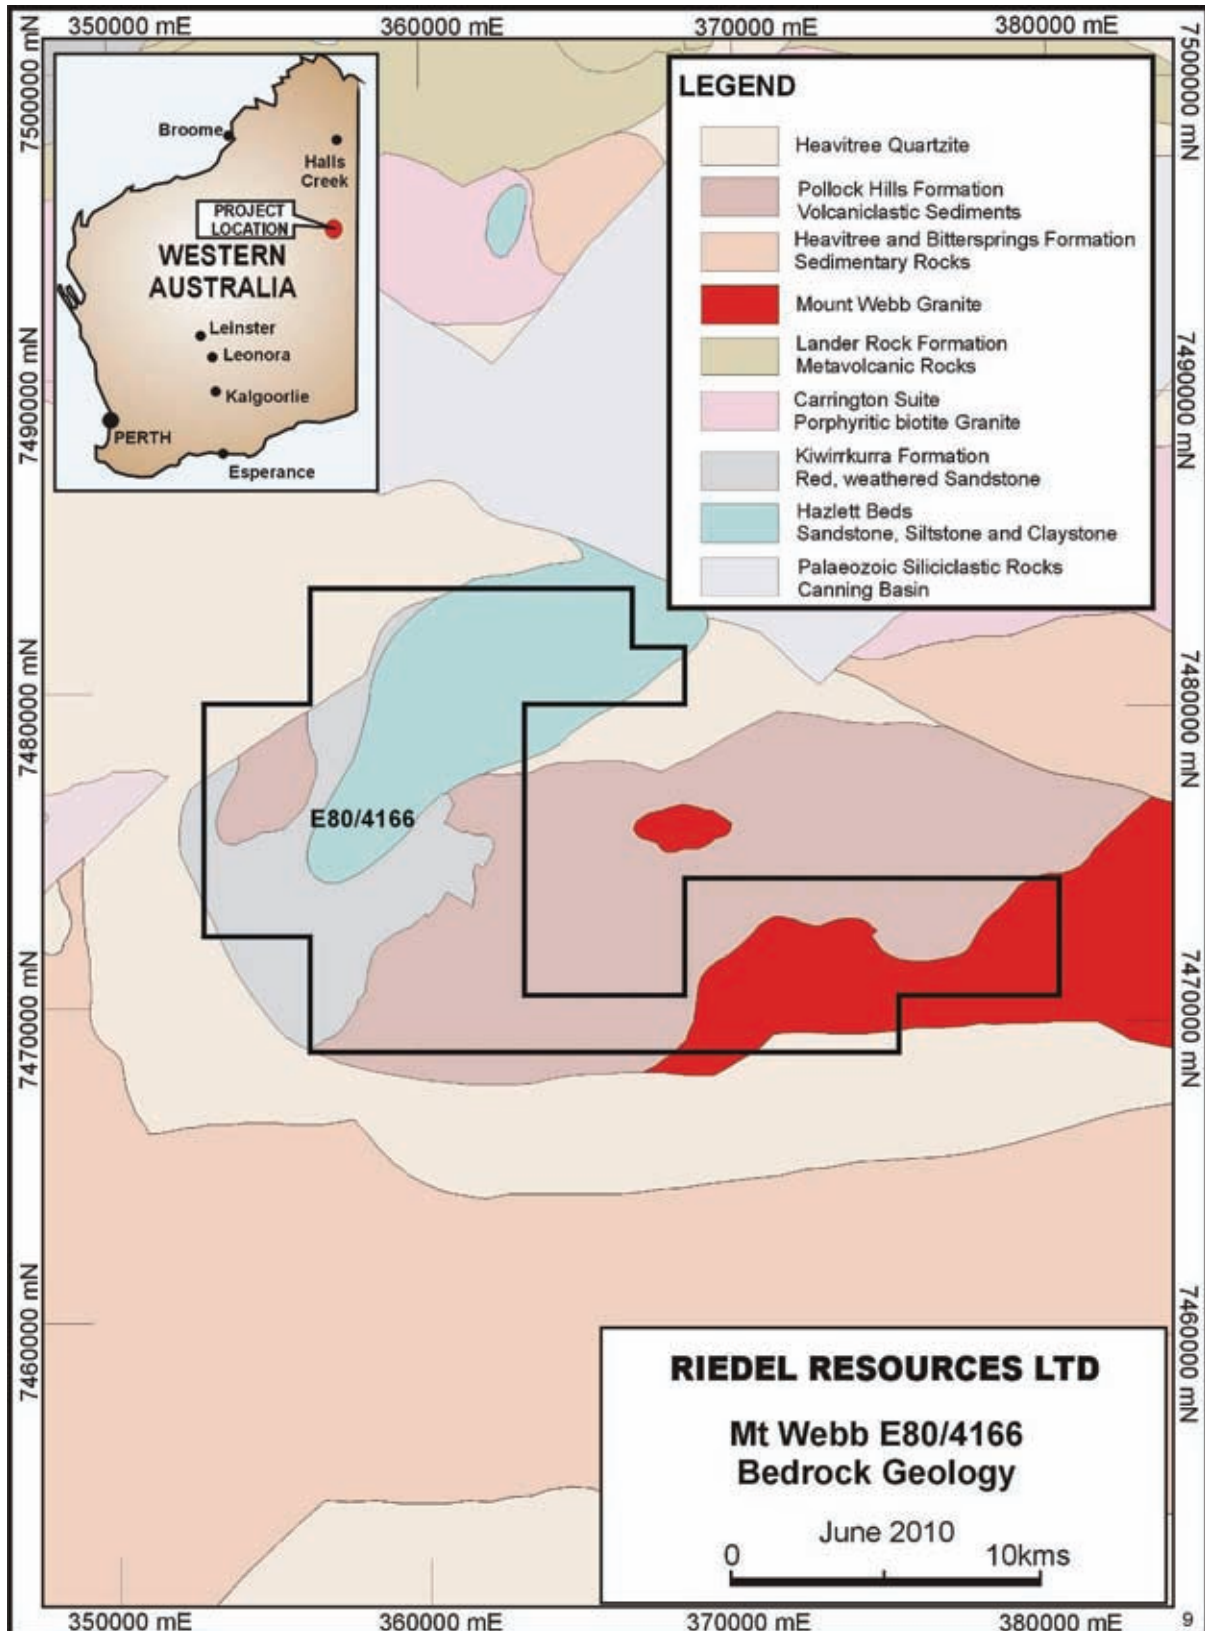 350000 mE
360000 mE
370000 mE
380000 mE
7500000 mN
7490000 mN
7480000 mN
7470000 mN
7460000 mN
7500000 mN
7490000 mN
7480000 mN
7470000 mN
7460000 mN
Broome
Halls
Creek
PROJECT
LOCATION
WESTERN
AUSTRALIA
Leinster
Leonora
Kalgoorlie
PERTH
Esperance
LEGEND
Heavitree Quartzite
Pollock Hills Formation
Volcaniclastic Sediments
Heavitree and Bittersprings Formation
Sedimentary Rocks
Mount Webb Granite
Lander Rock Formation
Metavolcanic Rocks
Carrington Suite
Porphyritic biotite Granite
Kiwirrkurra Formation
Red, weathered Sandstone
Hazlett Beds
Sandstone, Siltstone and Claystone
Palaeozoic Siliciclastic Rocks
Canning Basin
E80/4166
RIEDEL RESOURCES LTD
Mt Webb E80/4166
Bedrock Geology
June 2010
0 10kms
350000 mE
360000 mE
370000 mE
380000 mE
9